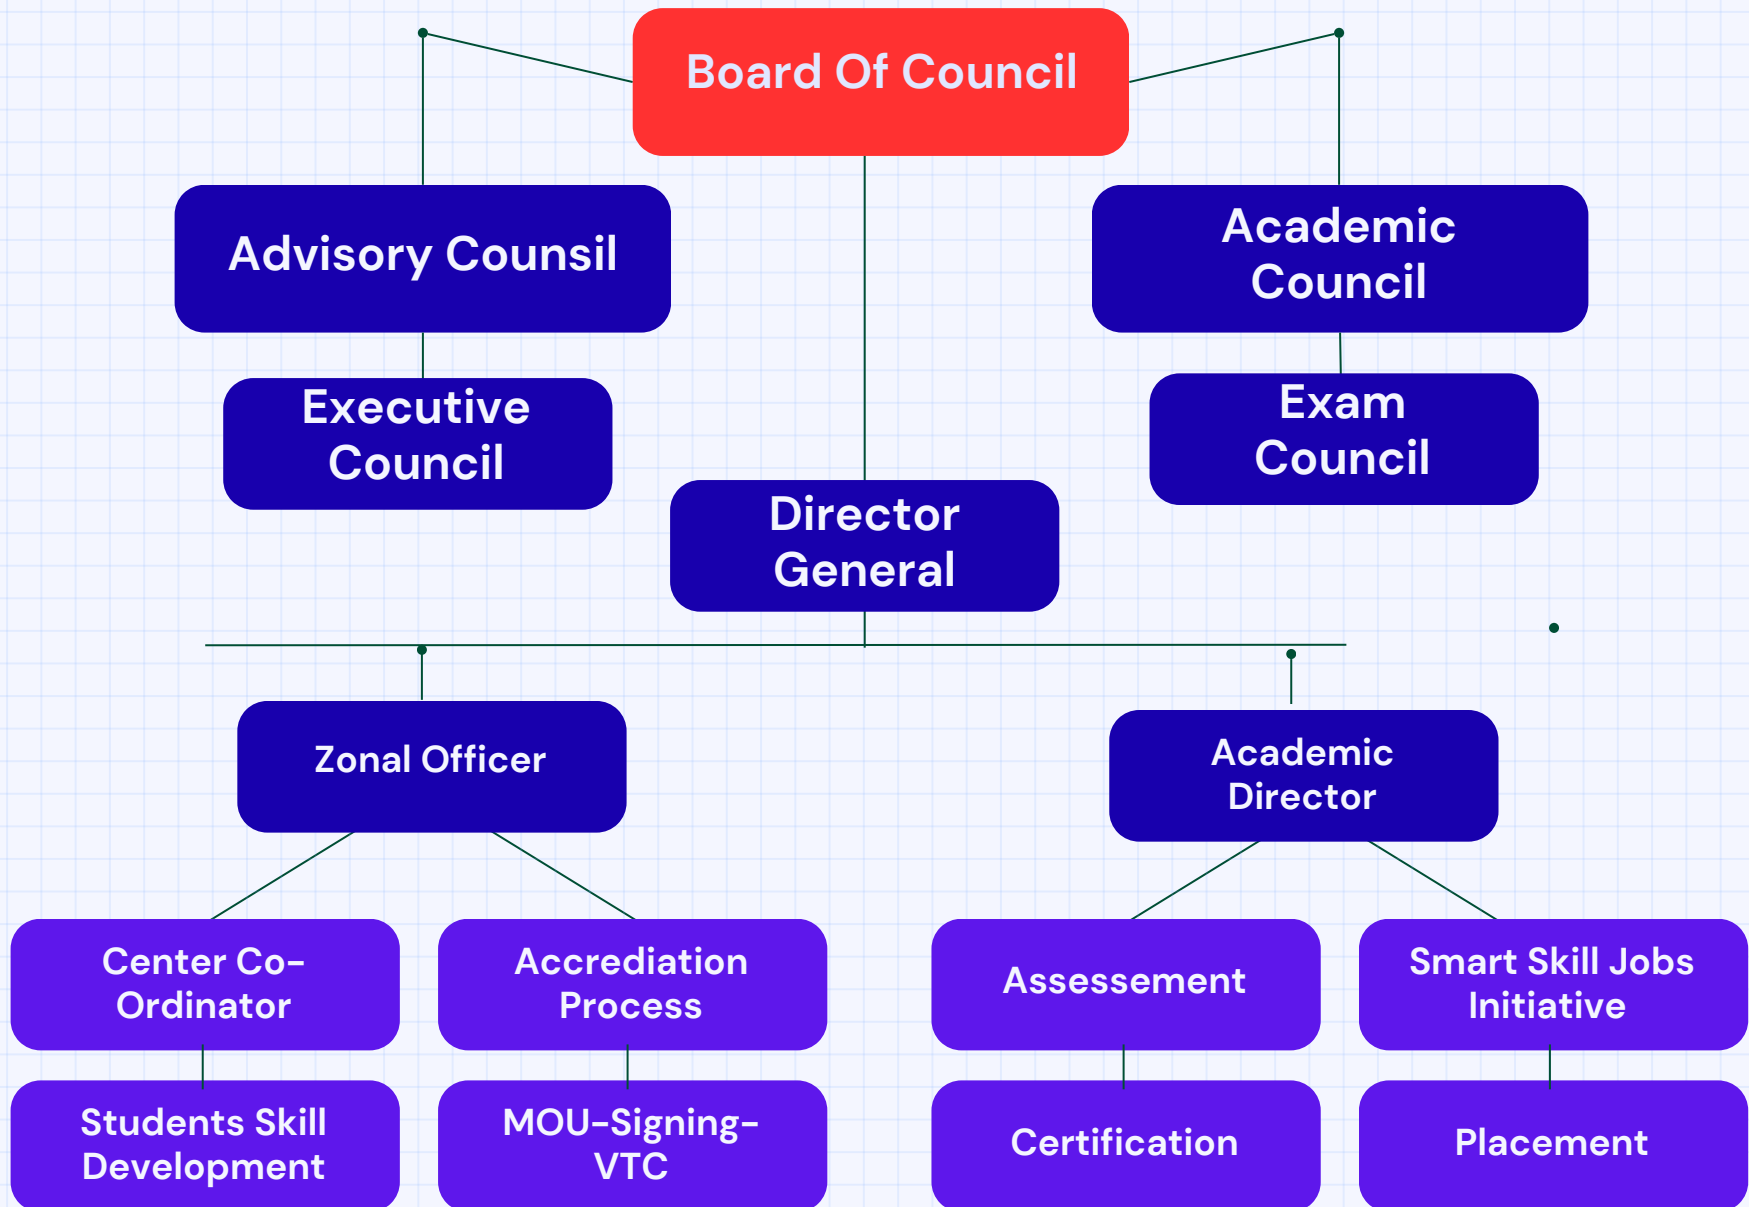 Board Of Council
Advisory Counsil
Academic
Council
Executive
Council
Exam
Council
Director
General
Zonal Officer
Academic
Director
Center Co-
Ordinator
Accrediation
Process
Assessement
Smart Skill Jobs
Initiative
Students Skill
Development
MOU-Signing-
VTC
Certification
Placement